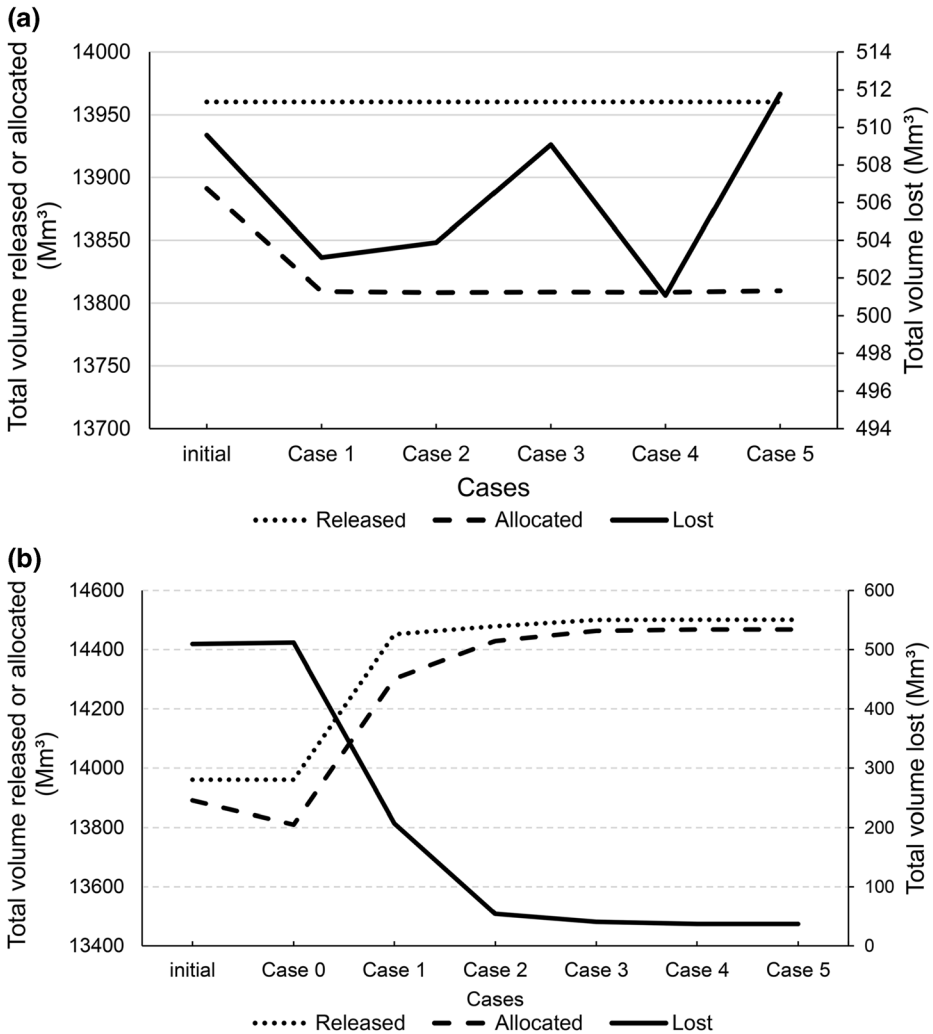 (a)
Total volume released or allocated
(Mm³)
14000
13950
13900
13850
13800
13750
13700
514
512
510
508
506
504
502
500
498
496
494
Total volume lost (Mm³)
initial Case 1 Case 2 Case 3 Case 4 Case 5
Cases
Released Allocated Lost
(b)
Total volume released or allocated
(Mm³)
14600
14400
14200
14000
13800
13600
13400
600
500
400
300
200
100
0
Total volume lost (Mm³)
initial Case 0 Case 1 Case 2 Case 3 Case 4 Case 5
Cases
Released Allocated Lost